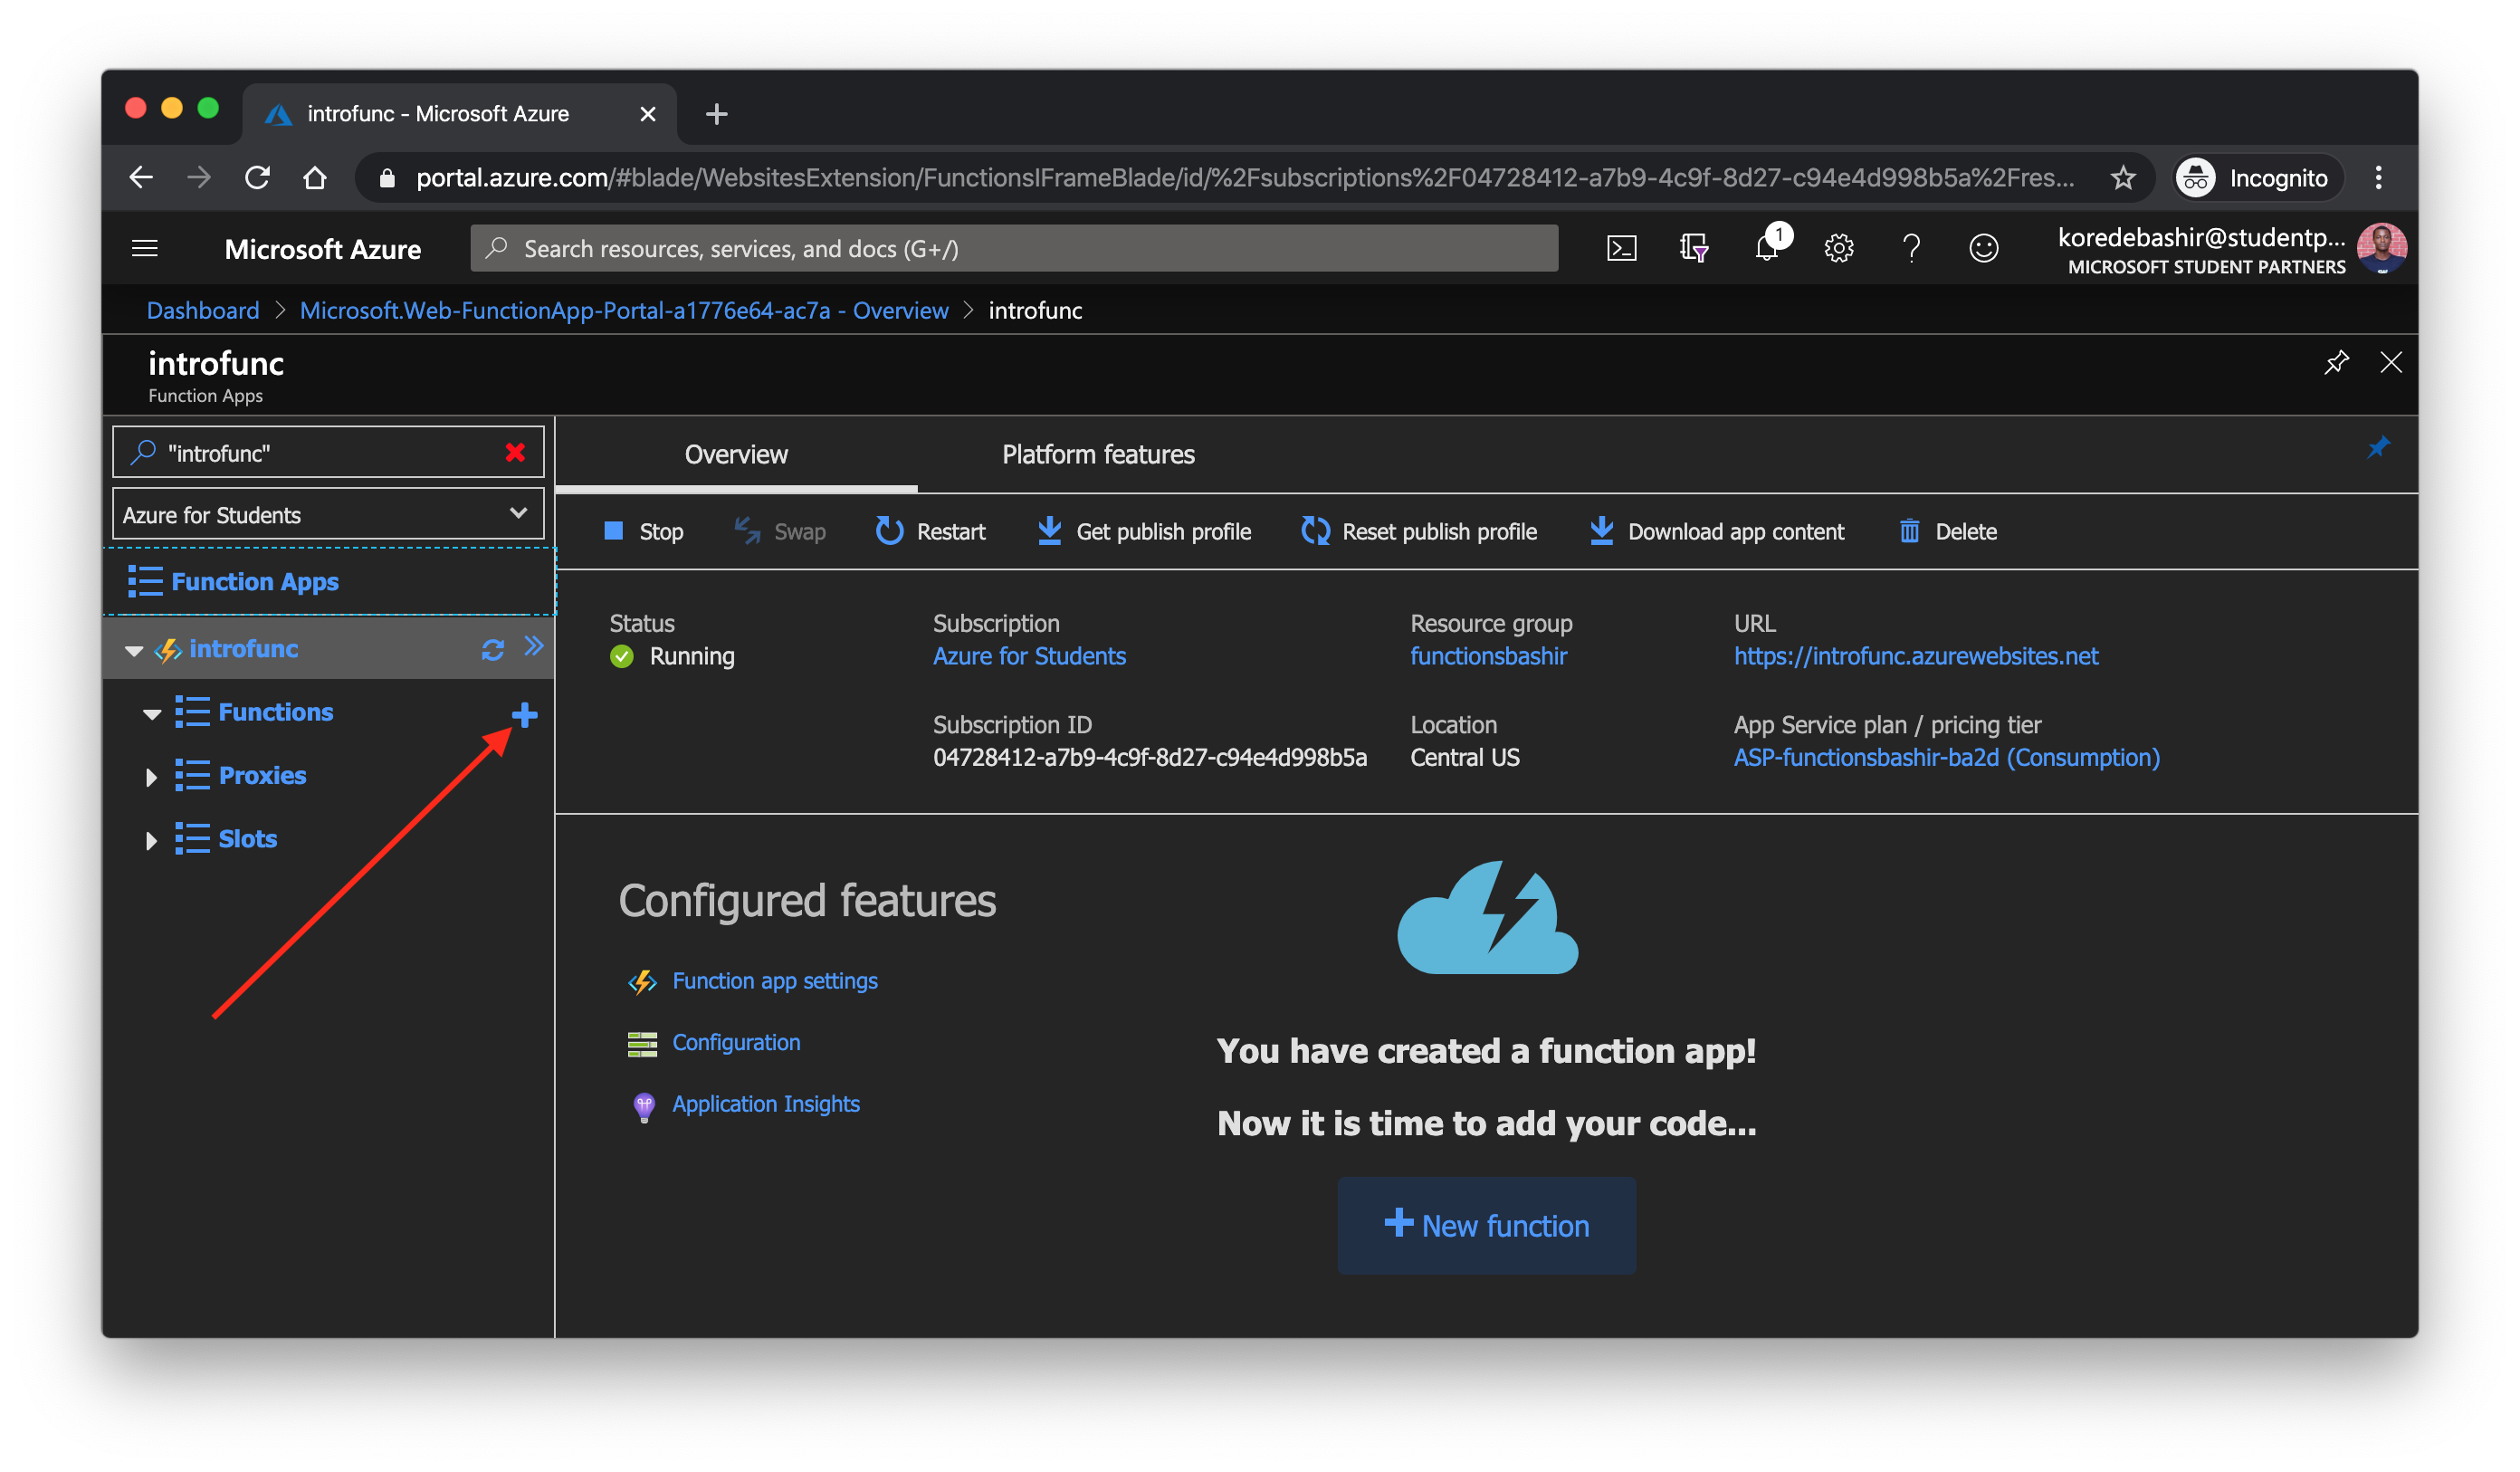 introfunc - Microsoft Azure
portal.azure.com/#blade/WebsitesExtension/FunctionsIFrameBlade/id/%2Fsubscriptions%2F04728412-a7b9-4c9f-8d27-c94e4d998b5a%2Fres...
Incognito
Microsoft Azure
Search resources, services, and docs (G+/)
1
koredebashir@studentp...
MICROSOFT STUDENT PARTNERS
Dashboard > Microsoft.Web-FunctionApp-Portal-a1776e64-ac7a - Overview > introfunc
introfunc
Function Apps
"introfunc"
Azure for Students
Function Apps
introfunc
Functions
Proxies
Slots
Overview
Platform features
Stop
Swap
Restart
Get publish profile
Reset publish profile
Download app content
Delete
Status
Running
Subscription
Azure for Students
Resource group
functionsbashir
URL
https://introfunc.azurewebsites.net
Subscription ID
04728412-a7b9-4c9f-8d27-c94e4d998b5a
Location
Central US
App Service plan / pricing tier
ASP-functionsbashir-ba2d (Consumption)
Configured features
Function app settings
Configuration
Application Insights
You have created a function app!
Now it is time to add your code...
New function